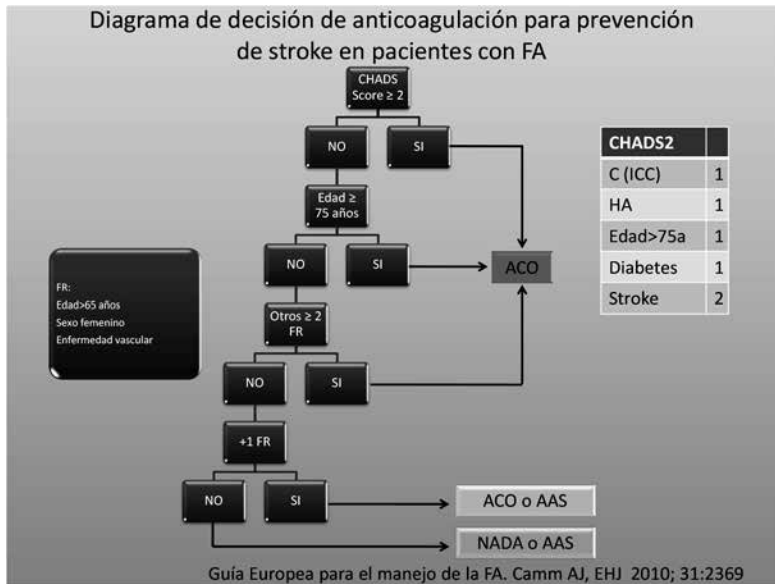 Diagrama de decisión de anticoagulación para prevención
de stroke en pacientes con FA
CHADS
Score ≥ 2
NO
SI
Edad ≥
75 años
NO
SI
ACO
Otros ≥ 2
FR
NO
SI
+1 FR
NO
SI
ACO o AAS
NADA o AAS
FR:
Edad>65 años
Sexo femenino
Enfermedad vascular
CHADS2
C (ICC) 1
HA 1
Edad>75a 1
Diabetes 1
Stroke 2
Guía Europea para el manejo de la FA. Camm AJ, EHJ 2010; 31:2369